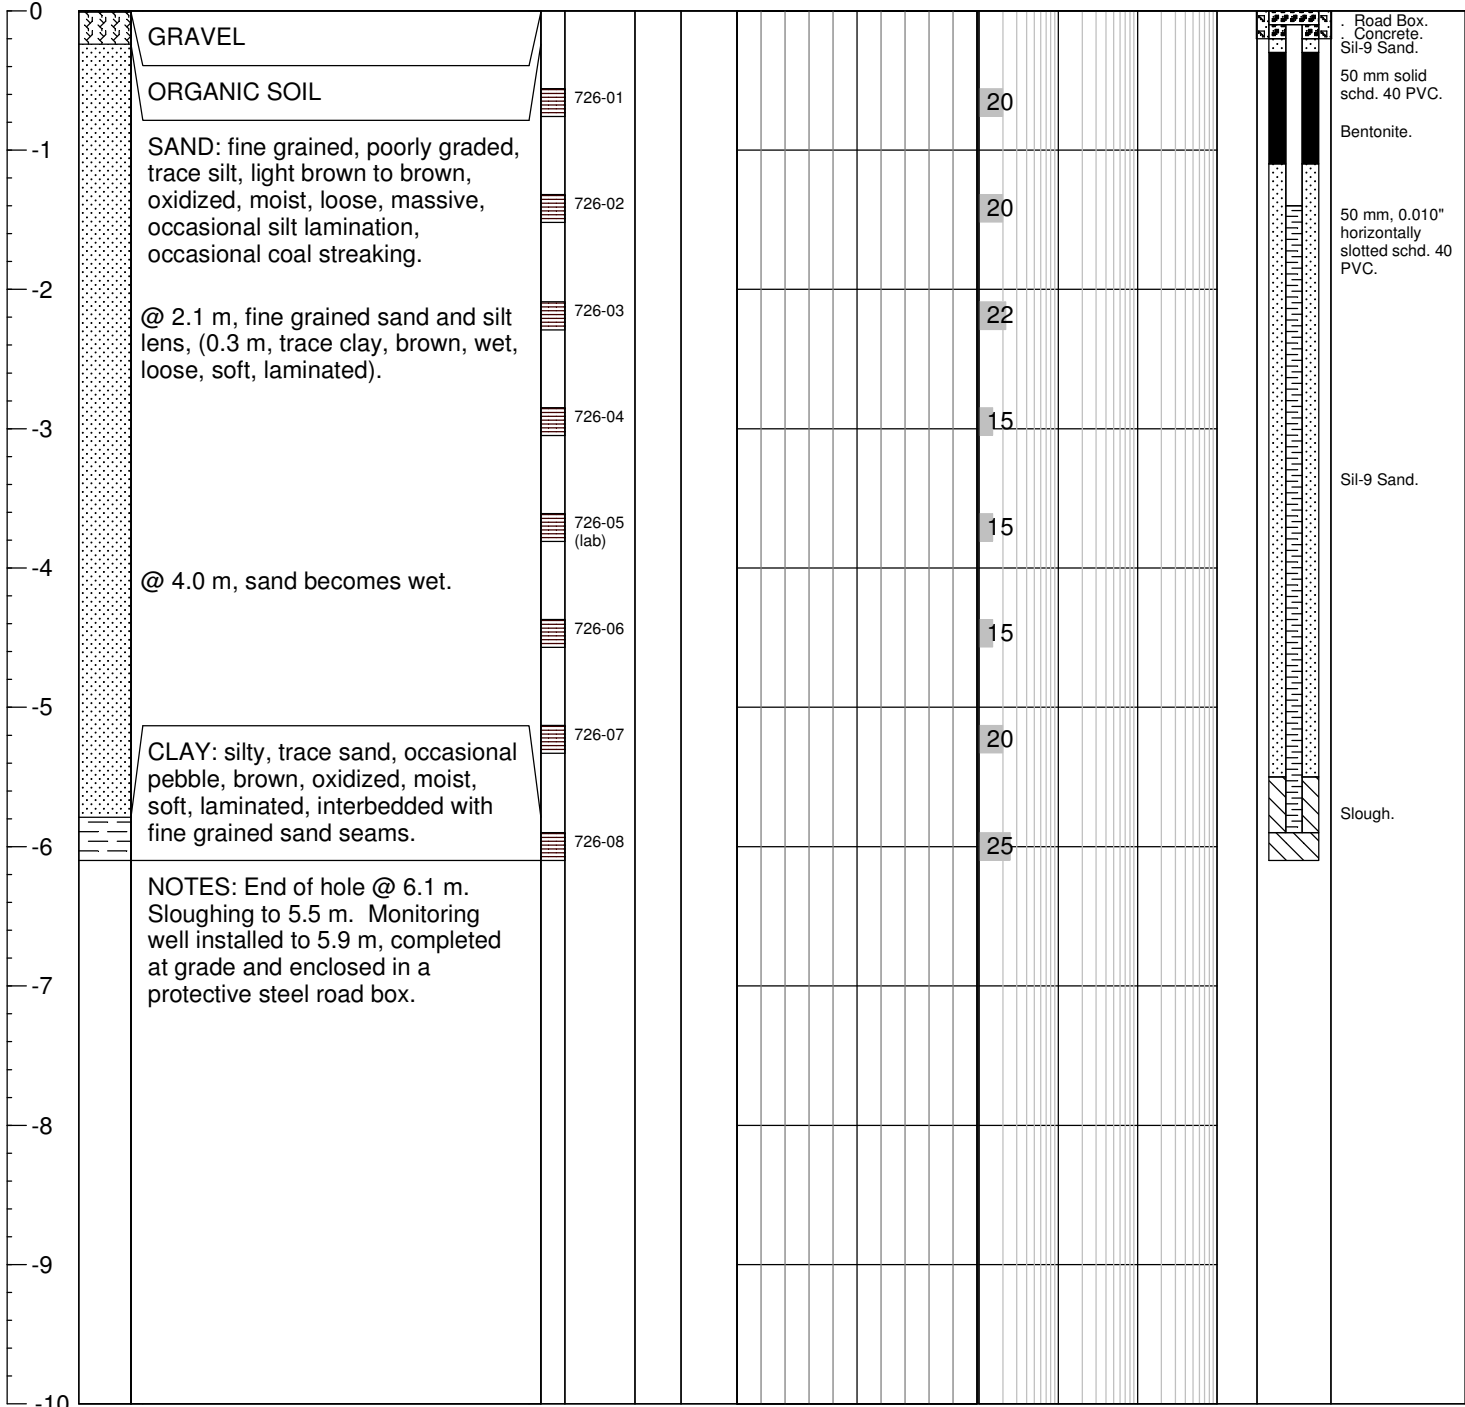 0
GRAVEL
ORGANIC SOIL
SAND: fine grained, poorly graded,
trace silt, light brown to brown,
oxidized, moist, loose, massive,
occasional silt lamination,
occasional coal streaking.
@ 2.1 m, fine grained sand and silt
lens, (0.3 m, trace clay, brown, wet,
loose, soft, laminated).
@ 4.0 m, sand becomes wet.
CLAY: silty, trace sand, occasional
pebble, brown, oxidized, moist,
soft, laminated, interbedded with
fine grained sand seams.
NOTES: End of hole @ 6.1 m.
Sloughing to 5.5 m. Monitoring
well installed to 5.9 m, completed
at grade and enclosed in a
protective steel road box.
-1
-2
-3
-4
-5
-6
-7
-8
-9
-10
726-01
726-02
726-03
726-04
726-05
(lab)
726-06
726-07
726-08
20
20
22
15
15
15
20
25
. Road Box.
. Concrete.
Sil-9 Sand.
50 mm solid
schd. 40 PVC.
Bentonite.
50 mm, 0.010"
horizontally
slotted schd. 40
PVC.
Sil-9 Sand.
Slough.